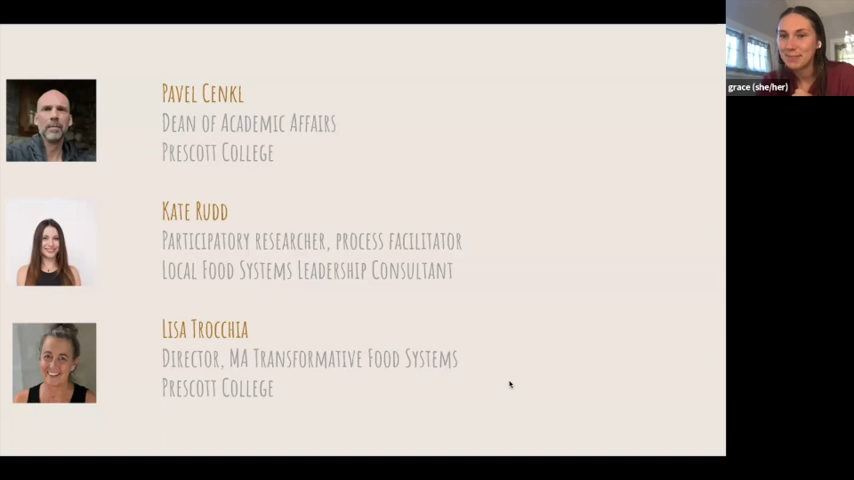 Pavel Cenkl
Dean of Academic Affairs
Prescott College
Kate Rudd
Participatory researcher, process facilitator
Local Food Systems Leadership Consultant
Lisa Trocchia
Director, MA Transformative Food Systems
Prescott College
grace (she/her)